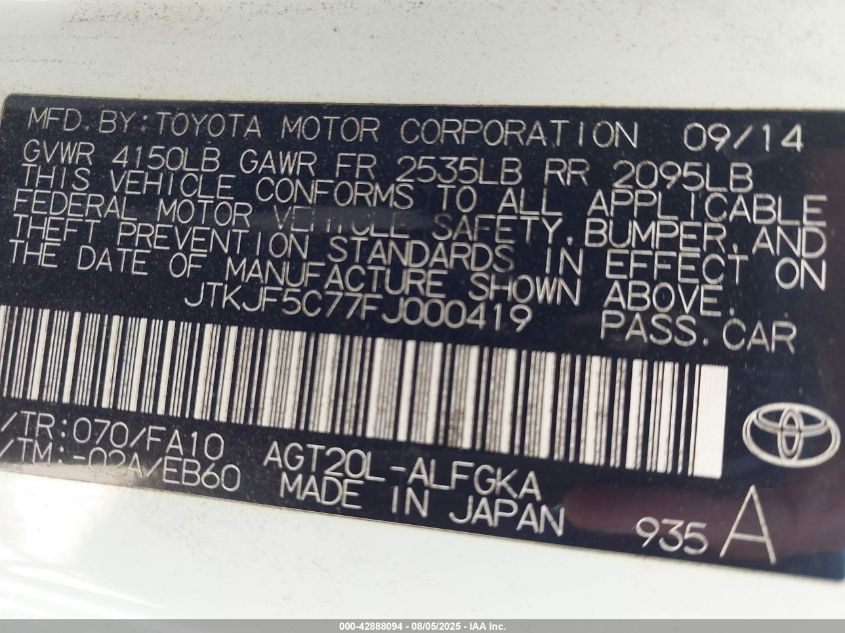 MFD. BY: TOYOTA MOTOR CORPORATION 09/14
GVWR 4150LB GAWR FR 2535LB RR 2095LB
THIS VEHICLE CONFORMS TO ALL APPLICABLE
FEDERAL MOTOR VEHICLE SAFETY, BUMPER, AND
THEFT PREVENTION STANDARDS IN EFFECT ON
THE DATE OF MANUFACTURE SHOWN ABOVE.
JTKJF5C77FJ000419
PASS. CAR
/TR: 070/FA10
/TM: -02A/EB60
AGT20L-ALFGKA
MADE IN JAPAN
935 A
000-42888094 - 08/05/2025 - IAA Inc.